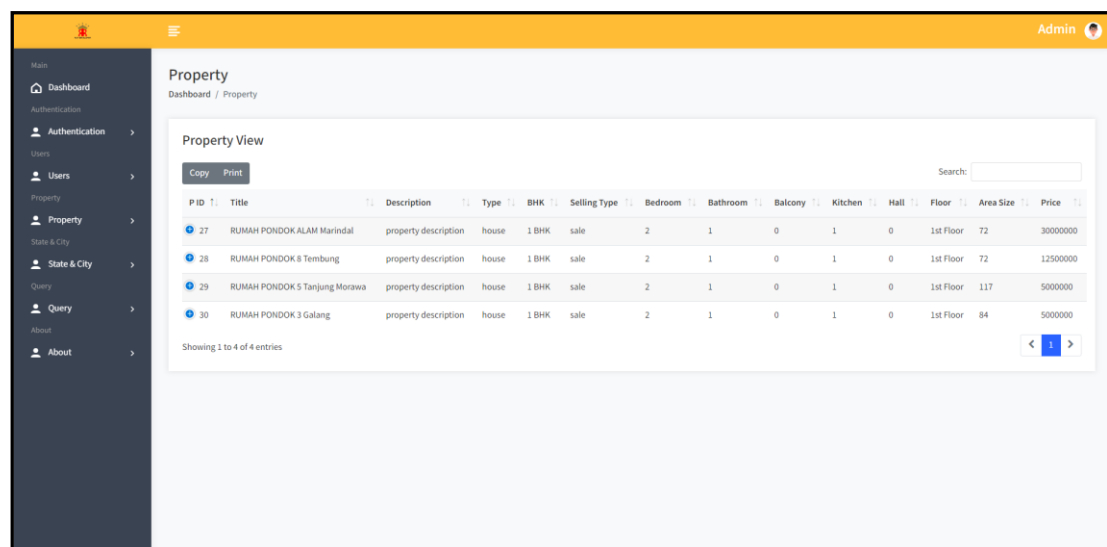 Admin
Main
Dashboard
Authentication
Authentication
Users
Users
Property
Property
State & City
State & City
Query
Query
About
About
Property
Dashboard / Property
Property View
Copy Print
Search:
P ID Title Description Type BHK Selling Type Bedroom Bathroom Balcony Kitchen Hall Floor Area Size Price
27 RUMAH PONDOK ALAM Marindal property description house 1 BHK sale 2 1 0 1 0 1st Floor 72 30000000
28 RUMAH PONDOK 8 Tembung property description house 1 BHK sale 2 1 0 1 0 1st Floor 72 12500000
29 RUMAH PONDOK 5 Tanjung Morawa property description house 1 BHK sale 2 1 0 1 0 1st Floor 117 5000000
30 RUMAH PONDOK 3 Galang property description house 1 BHK sale 2 1 0 1 0 1st Floor 84 5000000
Showing 1 to 4 of 4 entries
1